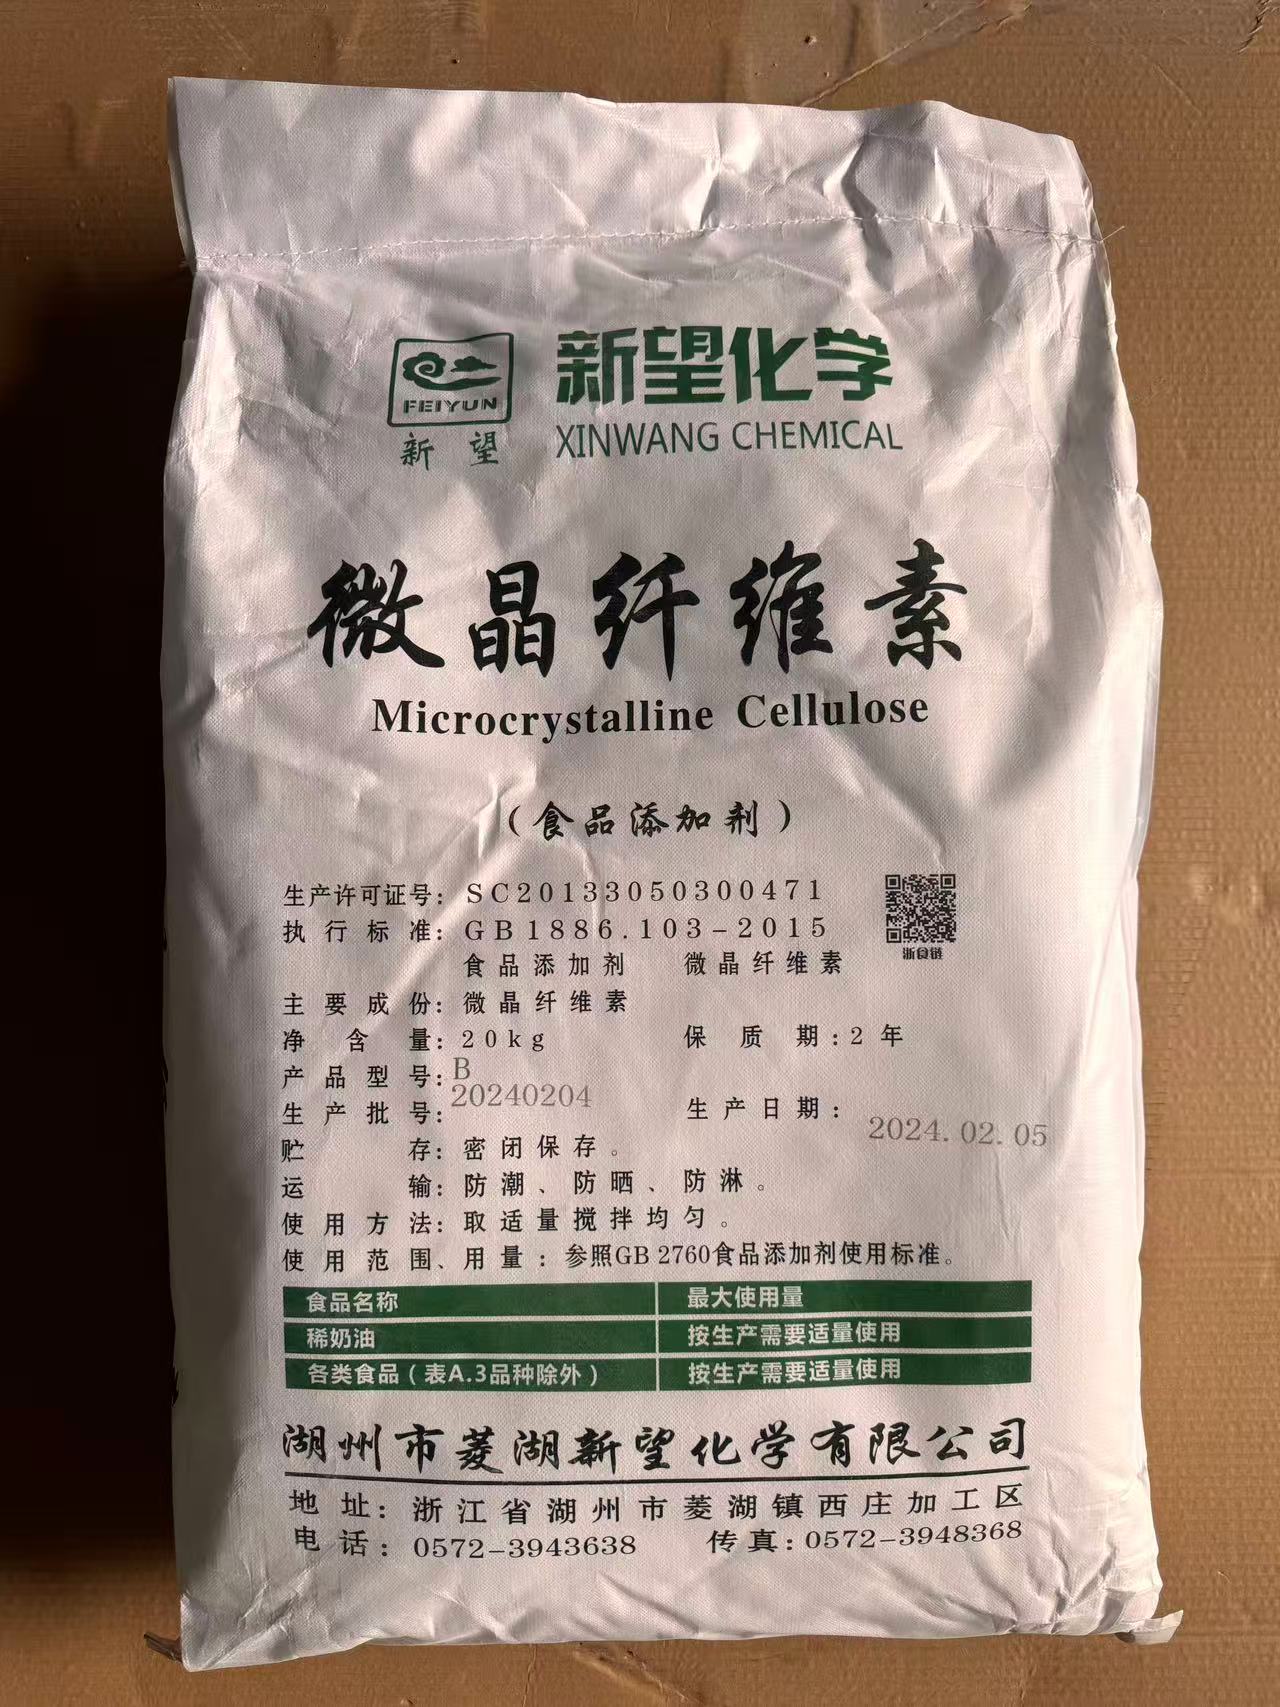 FEIYUN
新望
新望化学
XINWANG CHEMICAL
微晶纤维素
Microcrystalline Cellulose
（食品添加剂）
生产许可证号：SC20133050300471
执行标准：GB1886.103-2015
食品添加剂 微晶纤维素
浙食链
主要成份：微晶纤维素
净含量：20kg 保质期：2年
产品型号：B
生产批号：20240204 生产日期：2024.02.05
贮存：密闭保存。
运输：防潮、防晒、防淋。
使用方法：取适量搅拌均匀。
使用范围、用量：参照GB 2760食品添加剂使用标准。
食品名称 最大使用量
稀奶油 按生产需要适量使用
各类食品（表A.3品种除外） 按生产需要适量使用
湖州市菱湖新望化学有限公司
地址：浙江省湖州市菱湖镇西庄加工区
电话：0572-3943638 传真：0572-3948368